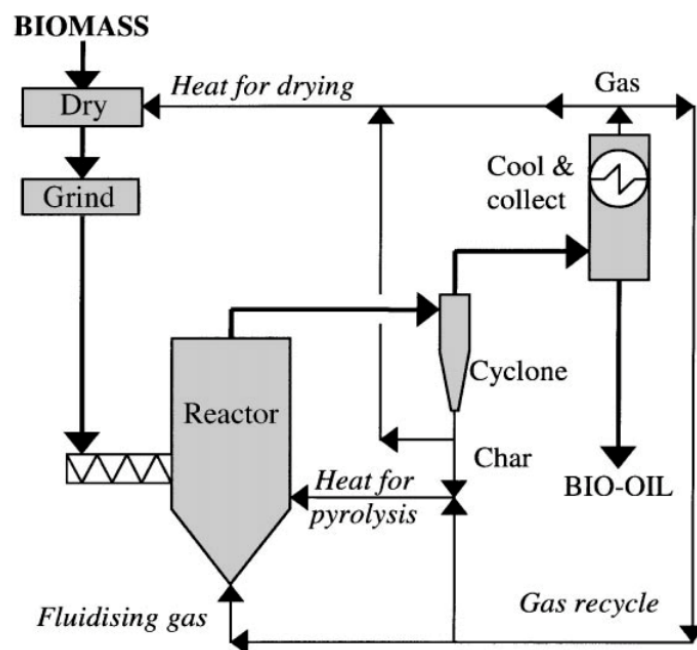 BIOMASS
Dry
Heat for drying
Gas
Grind
Cool &
collect
Reactor
Cyclone
Char
Heat for
pyrolysis
BIO-OIL
Fluidising gas
Gas recycle